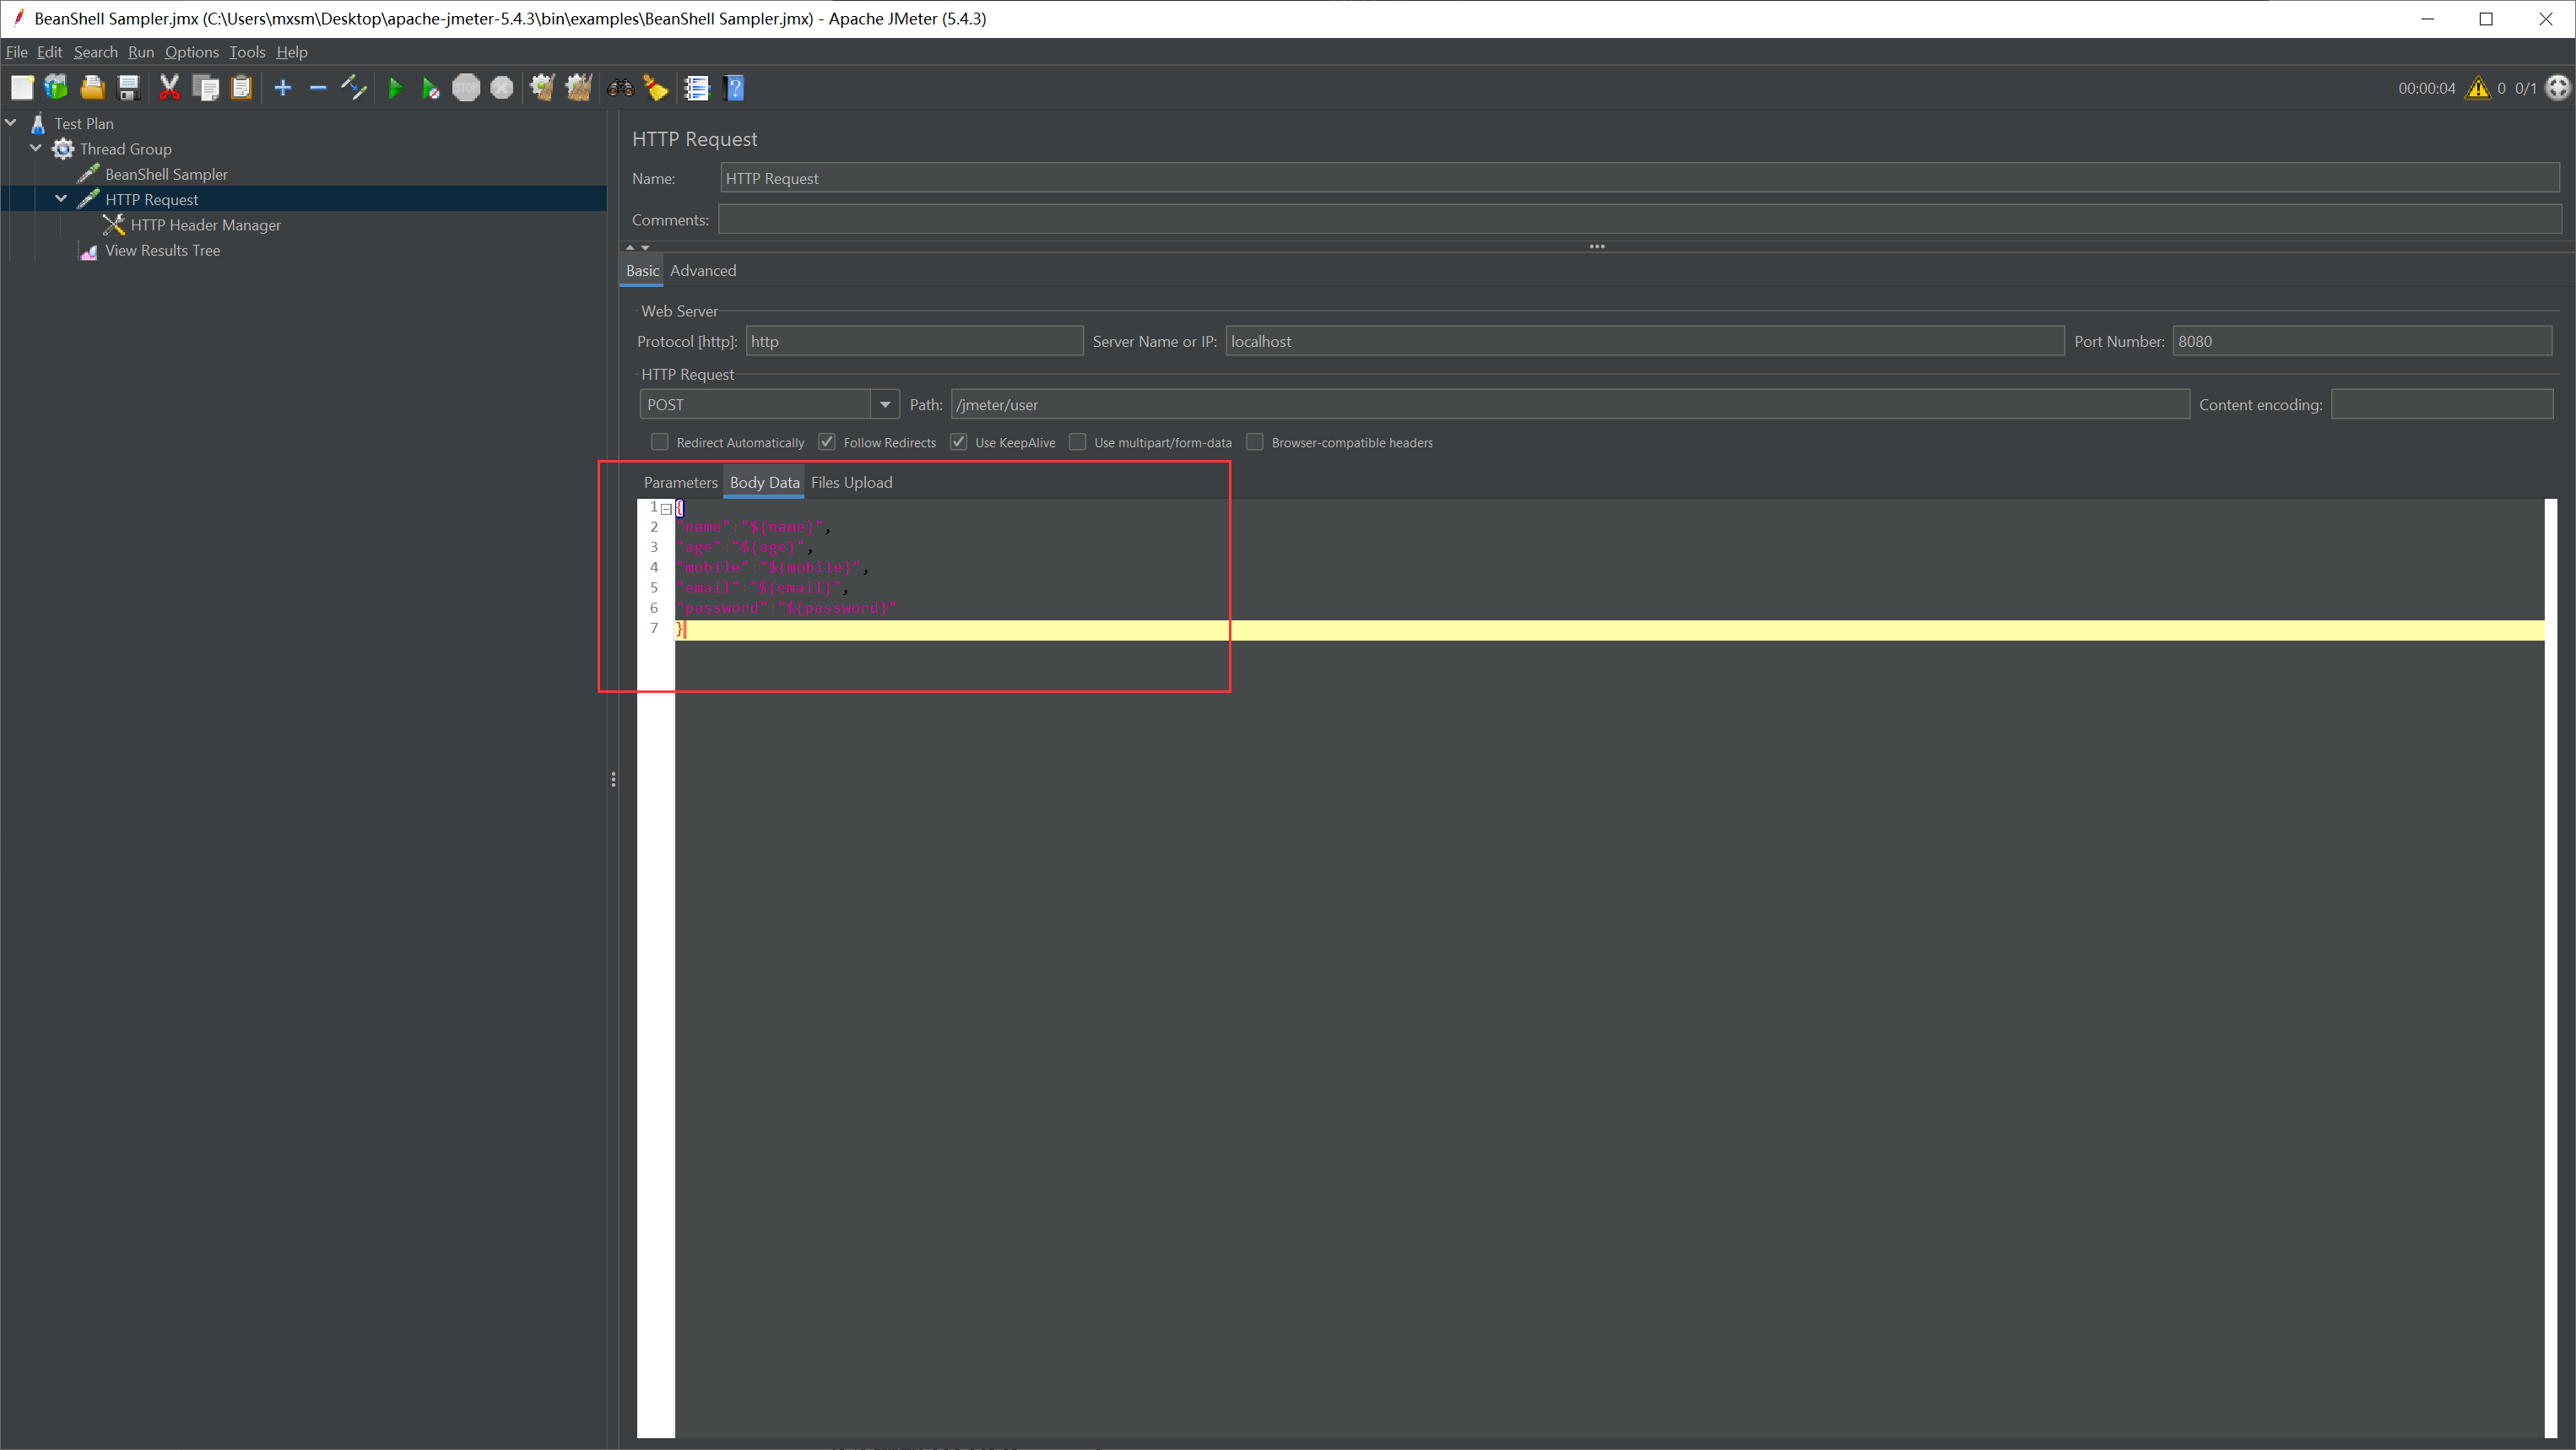 BeanShell Sampler.jmx (C:\Users\mxsm\Desktop\apache-jmeter-5.4.3\bin\examples\BeanShell Sampler.jmx) - Apache JMeter (5.4.3)
File Edit Search Run Options Tools Help
STOP
00:00:04 0 0/1
Test Plan
Thread Group
BeanShell Sampler
HTTP Request
HTTP Header Manager
View Results Tree
HTTP Request
Name: HTTP Request
Comments:
Basic Advanced
Web Server
Protocol [http]: http Server Name or IP: localhost Port Number: 8080
HTTP Request
POST Path: /jmeter/user Content encoding:
Redirect Automatically Follow Redirects Use KeepAlive Use multipart/form-data Browser-compatible headers
Parameters Body Data Files Upload
1 {
2 "name":"${name}",
3 "age":"${age}",
4 "mobile":"${mobile}",
5 "email":"${email}",
6 "password":"${password}"
7 }